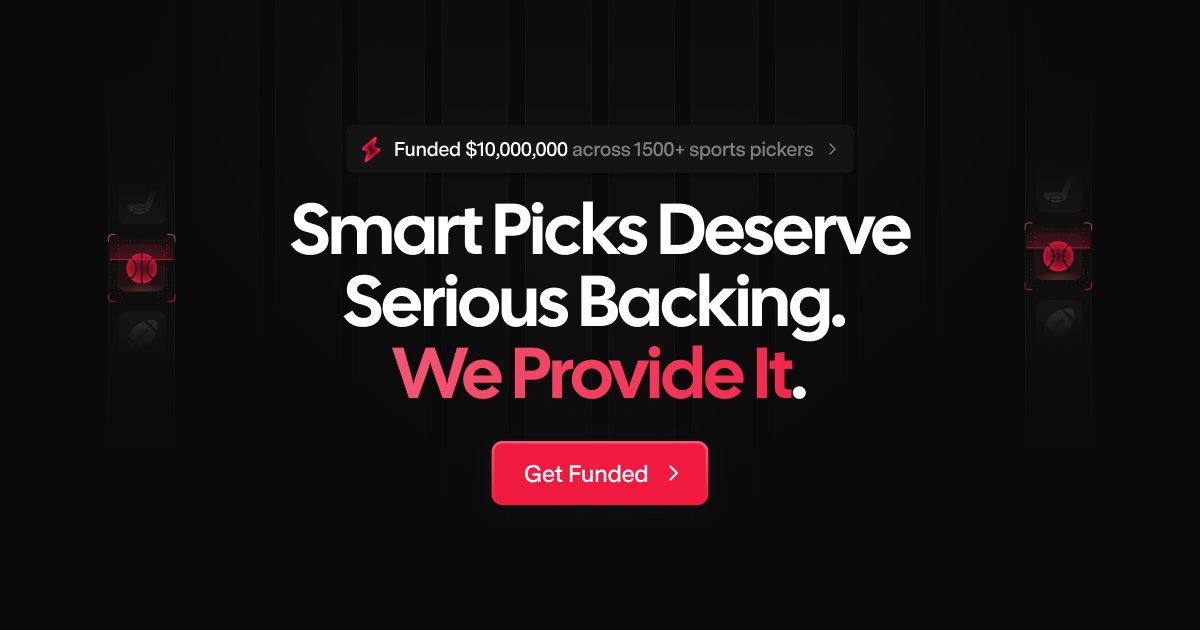 Funded $10,000,000 across 1500+ sports pickers
Smart Picks Deserve
Serious Backing.
We Provide It.
Get Funded